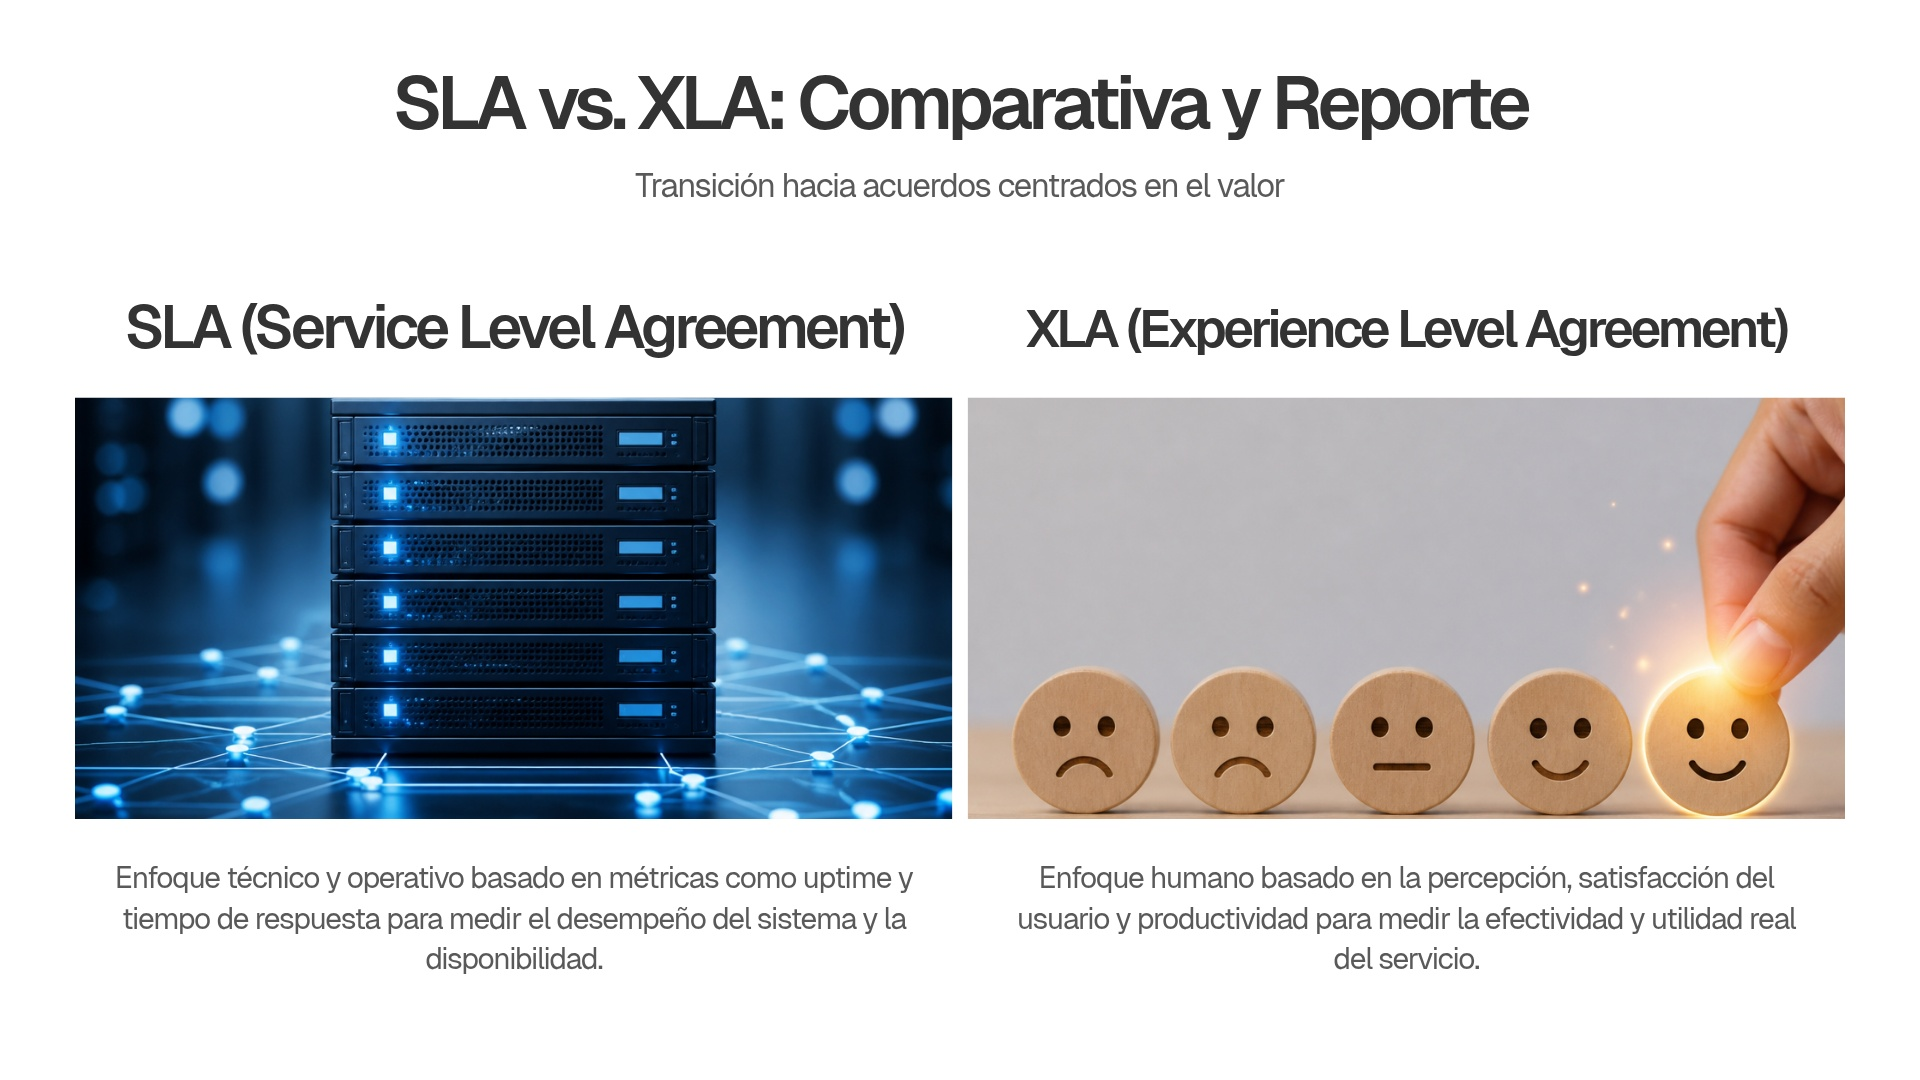 SLA vs. XLA: Comparativa y Reporte
Transición hacia acuerdos centrados en el valor
SLA (Service Level Agreement)
Enfoque técnico y operativo basado en métricas como uptime y
tiempo de respuesta para medir el desempeño del sistema y la
disponibilidad.
XLA (Experience Level Agreement)
Enfoque humano basado en la percepción, satisfacción del
usuario y productividad para medir la efectividad y utilidad real
del servicio.